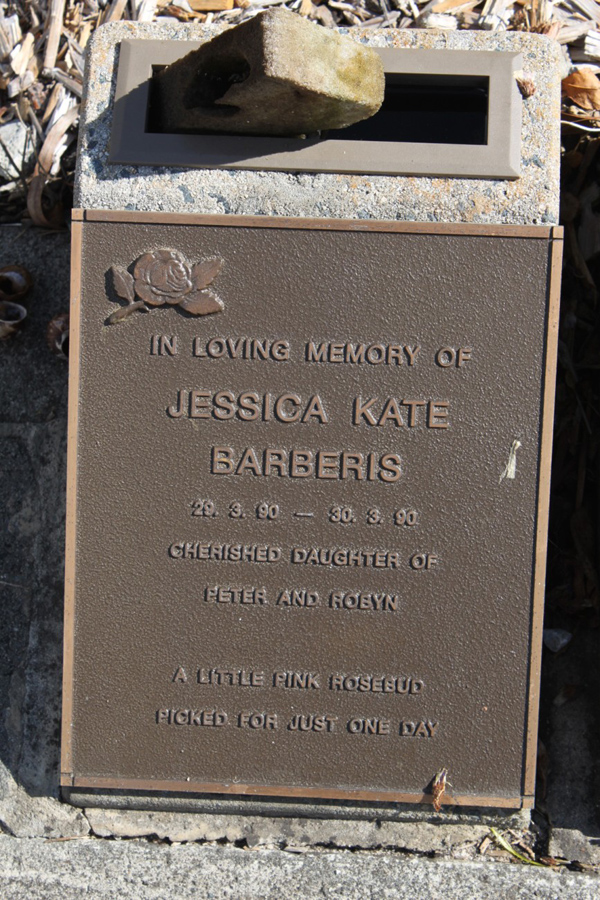 IN LOVING MEMORY OF
JESSICA KATE
BARBERIS
29. 3. 90 — 30. 3. 90
CHERISHED DAUGHTER OF
PETER AND ROBYN
A LITTLE PINK ROSEBUD
PICKED FOR JUST ONE DAY